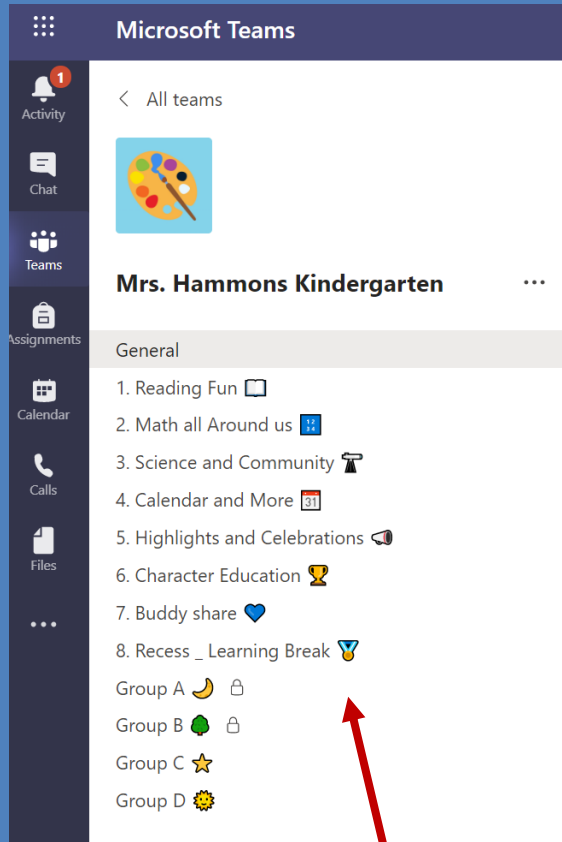 Microsoft Teams
1
Activity
Chat
Teams
Assignments
Calendar
Calls
Files
All teams
Mrs. Hammons Kindergarten
General
1. Reading Fun 📖
2. Math all Around us 🔢
3. Science and Community
4. Calendar and More 📅
5. Highlights and Celebrations 📣
6. Character Education 🏆
7. Buddy share 💙
8. Recess _ Learning Break 🏅
Group A 🌙
Group B 🌳
Group C ⭐
Group D 🌞